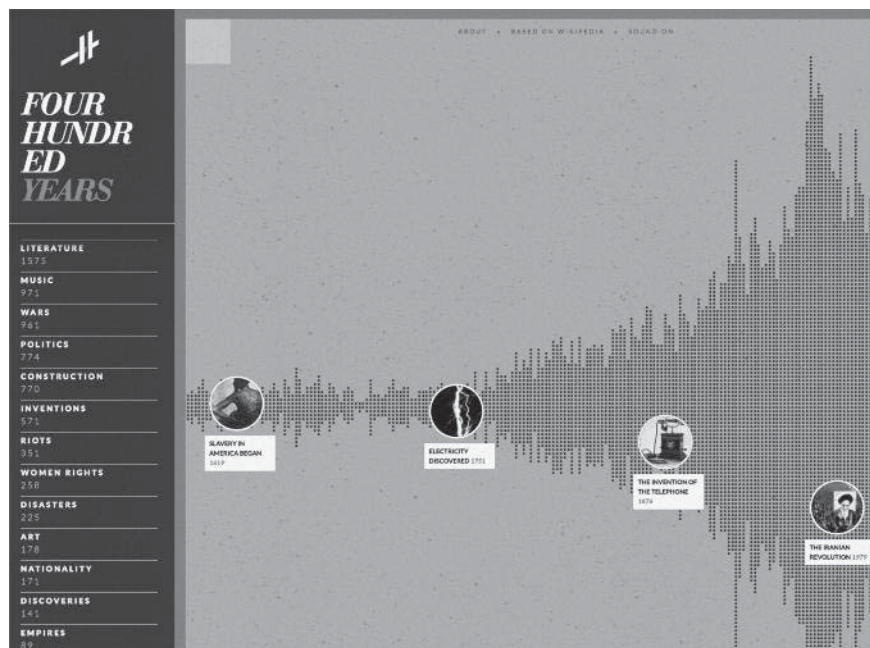 ABOUT • BASED ON WIKIPEDIA • SOUND ON
FOUR
HUNDR
ED
YEARS
LITERATURE
1575
MUSIC
971
WARS
961
POLITICS
774
CONSTRUCTION
770
INVENTIONS
571
RIOTS
351
WOMEN RIGHTS
258
DISASTERS
225
ART
178
NATIONALITY
171
DISCOVERIES
141
EMPIRES
89
SLAVERY IN
AMERICA BEGAN
1619
ELECTRICITY
DISCOVERED 1751
THE INVENTION OF
THE TELEPHONE
1876
THE IRANIAN
REVOLUTION 1979